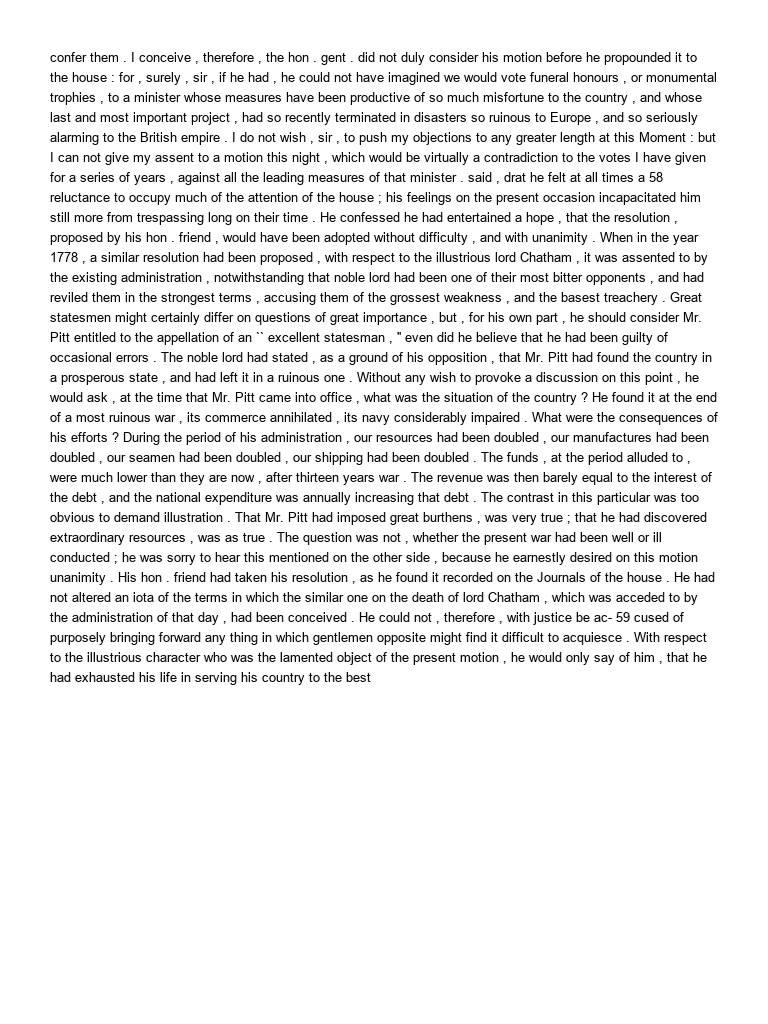 confer them . I conceive , therefore , the hon . gent . did not duly consider his motion before he propounded it to
the house : for , surely , sir , if he had , he could not have imagined we would vote funeral honours , or monumental
trophies , to a minister whose measures have been productive of so much misfortune to the country , and whose
last and most important project , had so recently terminated in disasters so ruinous to Europe , and so seriously
alarming to the British empire . I do not wish , sir , to push my objections to any greater length at this Moment : but
I can not give my assent to a motion this night , which would be virtually a contradiction to the votes I have given
for a series of years , against all the leading measures of that minister . said , drat he felt at all times a 58
reluctance to occupy much of the attention of the house ; his feelings on the present occasion incapacitated him
still more from trespassing long on their time . He confessed he had entertained a hope , that the resolution ,
proposed by his hon . friend , would have been adopted without difficulty , and with unanimity . When in the year
1778 , a similar resolution had been proposed , with respect to the illustrious lord Chatham , it was assented to by
the existing administration , notwithstanding that noble lord had been one of their most bitter opponents , and had
reviled them in the strongest terms , accusing them of the grossest weakness , and the basest treachery . Great
statesmen might certainly differ on questions of great importance , but , for his own part , he should consider Mr.
Pitt entitled to the appellation of an `` excellent statesman , '' even did he believe that he had been guilty of
occasional errors . The noble lord had stated , as a ground of his opposition , that Mr. Pitt had found the country in
a prosperous state , and had left it in a ruinous one . Without any wish to provoke a discussion on this point , he
would ask , at the time that Mr. Pitt came into office , what was the situation of the country ? He found it at the end
of a most ruinous war , its commerce annihilated , its navy considerably impaired . What were the consequences of
his efforts ? During the period of his administration , our resources had been doubled , our manufactures had been
doubled , our seamen had been doubled , our shipping had been doubled . The funds , at the period alluded to ,
were much lower than they are now , after thirteen years war . The revenue was then barely equal to the interest of
the debt , and the national expenditure was annually increasing that debt . The contrast in this particular was too
obvious to demand illustration . That Mr. Pitt had imposed great burthens , was very true ; that he had discovered
extraordinary resources , was as true . The question was not , whether the present war had been well or ill
conducted ; he was sorry to hear this mentioned on the other side , because he earnestly desired on this motion
unanimity . His hon . friend had taken his resolution , as he found it recorded on the Journals of the house . He had
not altered an iota of the terms in which the similar one on the death of lord Chatham , which was acceded to by
the administration of that day , had been conceived . He could not , therefore , with justice be ac- 59 cused of
purposely bringing forward any thing in which gentlemen opposite might find it difficult to acquiesce . With respect
to the illustrious character who was the lamented object of the present motion , he would only say of him , that he
had exhausted his life in serving his country to the best